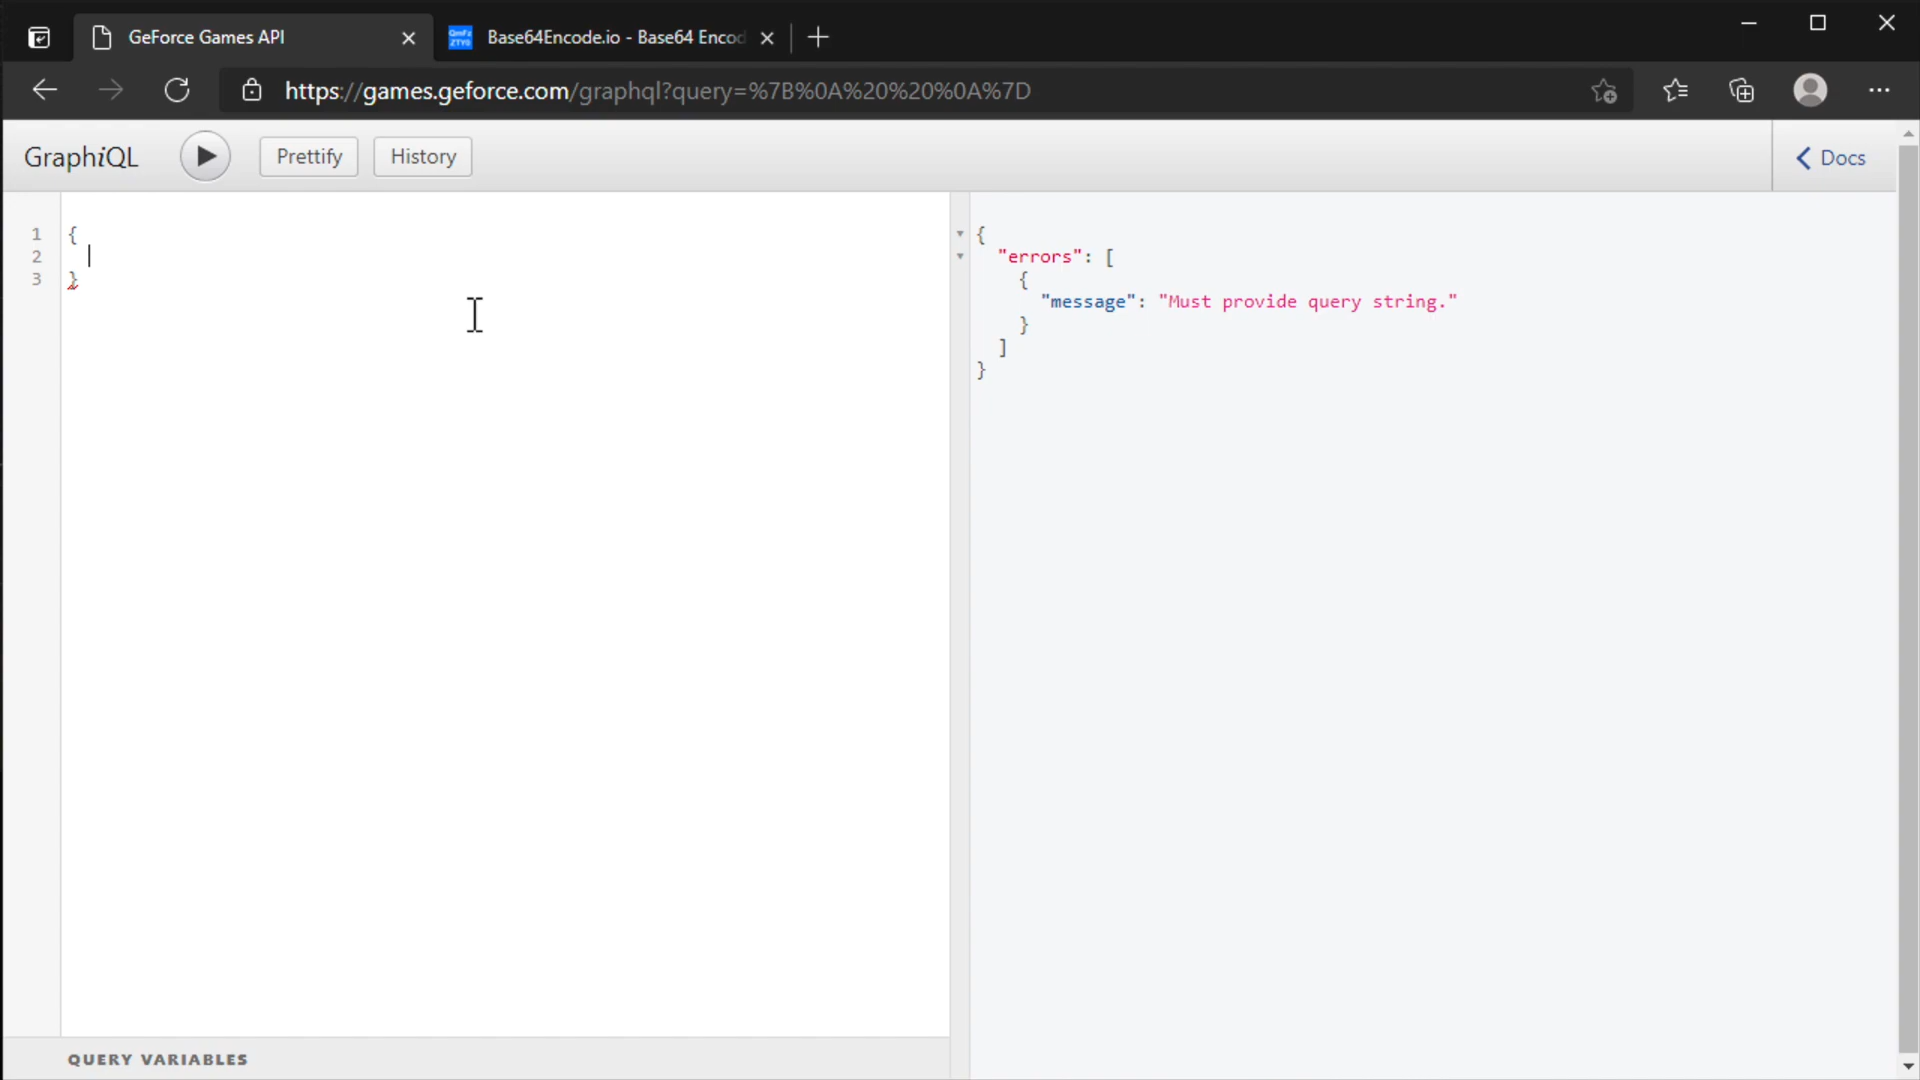 GeForce Games API
Base64Encode.io - Base64 Encod
https://games.geforce.com/graphql?query=%7B%0A%20%20%0A%7D
GraphiQL
Prettify
History
Docs
1 {
2
3 }
{
"errors": [
{
"message": "Must provide query string."
}
]
}
QUERY VARIABLES